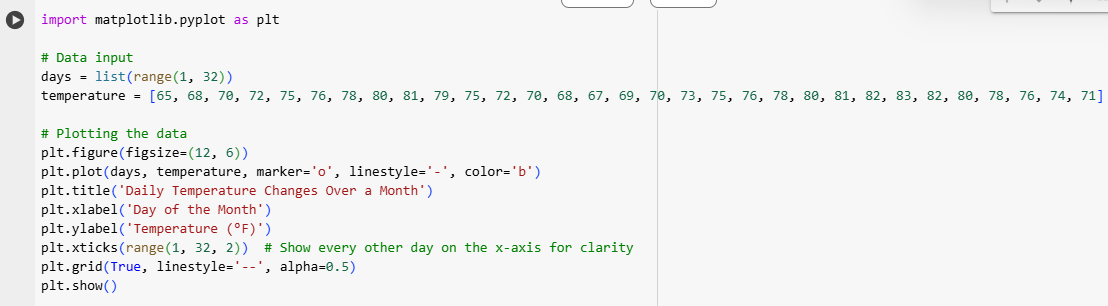 import matplotlib.pyplot as plt
# Data input
days = list(range(1, 32))
temperature = [65, 68, 70, 72, 75, 76, 78, 80, 81, 79, 75, 72, 70, 68, 67, 69, 70, 73, 75, 76, 78, 80, 81, 82, 83, 82, 80, 78, 76, 74, 71]
# Plotting the data
plt.figure(figsize=(12, 6))
plt.plot(days, temperature, marker='o', linestyle='-', color='b')
plt.title('Daily Temperature Changes Over a Month')
plt.xlabel('Day of the Month')
plt.ylabel('Temperature (°F)')
plt.xticks(range(1, 32, 2))  # Show every other day on the x-axis for clarity
plt.grid(True, linestyle='--', alpha=0.5)
plt.show()